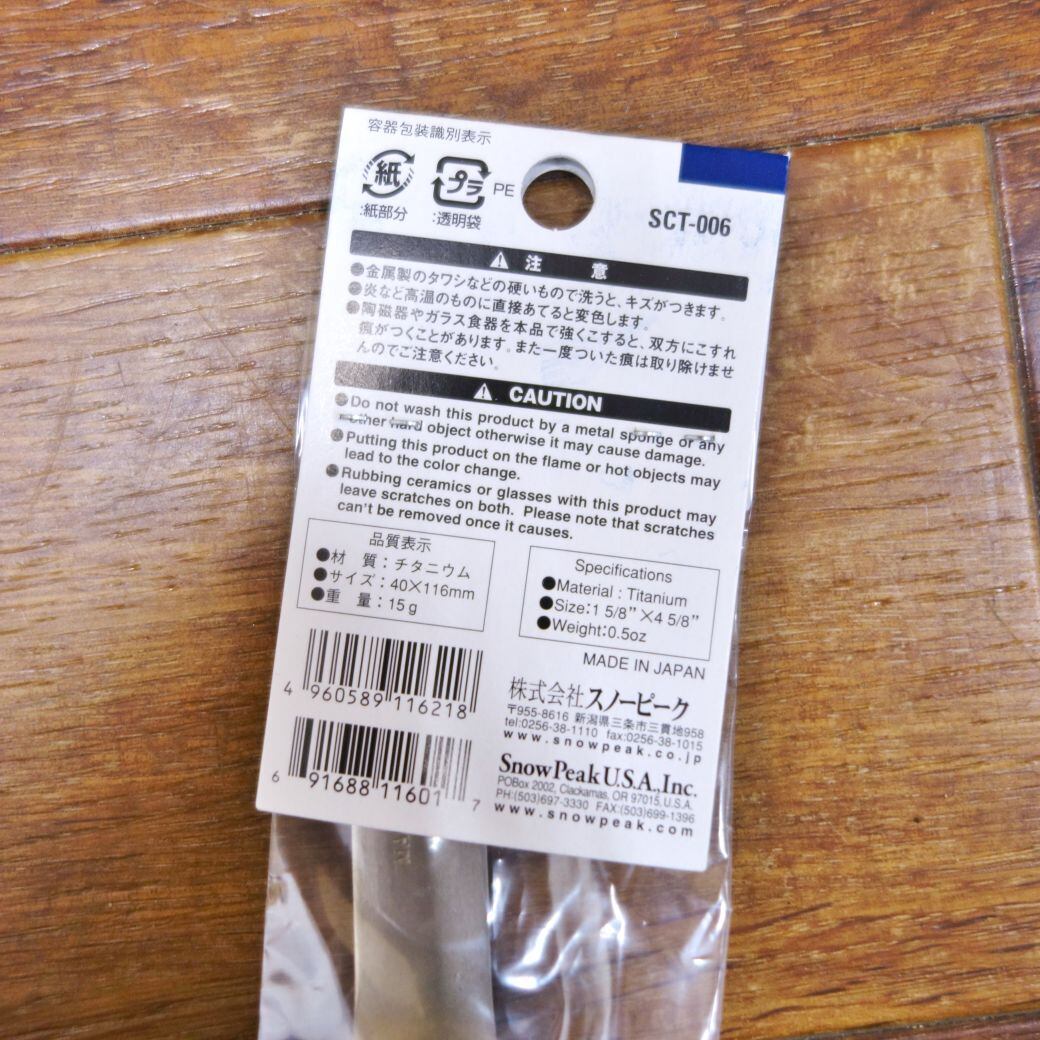 容器包装識別表示
紙
プラ
PE
:紙部分
:透明袋
SCT-006
注 意
●金属製のタワシなどの硬いもので洗うと、キズがつきます。
●炎など高温のものに直接あてると変色します。
●陶磁器やガラス食器を本品で強くこすると、双方にこすれ
痕がつくことがあります。また一度ついた痕は取り除けませ
んのでご注意ください。
CAUTION
●Do not wash this product by a metal sponge or any
other hard object otherwise it may cause damage.
●Putting this product on the flame or hot objects may
lead to the color change.
●Rubbing ceramics or glasses with this product may
leave scratches on both. Please note that scratches
can't be removed once it causes.
品質表示
●材 質：チタニウム
●サイズ：40×116mm
●重 量：15g
Specifications
●Material : Titanium
●Size:1 5/8" ×4 5/8"
●Weight:0.5oz
MADE IN JAPAN
4 960589 116218
株式会社スノーピーク
〒955-8616 新潟県三条市三貫地958
tel:0256-38-1110 fax:0256-38-1015
www.snowpeak.co.jp
6 91688 11601 7
Snow Peak U.S.A., Inc.
POBox 2002, Clackamas, OR 97015, U.S.A.
PH:(503)697-3330 FAX:(503)699-1396
www.snowpeak.com